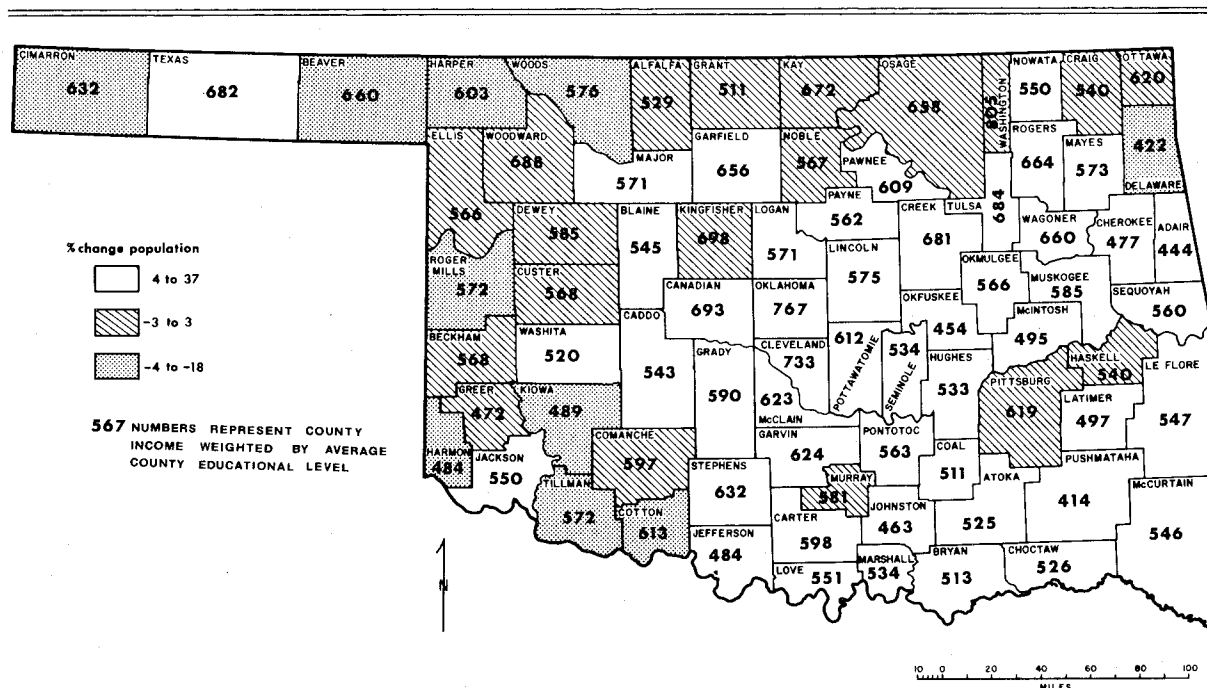 CIMARRON
632
TEXAS
682
BEAVER
660
HARPER
603
WOODS
576
ALFALFA
529
GRANT
511
KAY
672
OSAGE
658
WASHINGTON
805
NOWATA
550
CRAIG
540
OTTAWA
620
ELLIS
566
WOODWARD
688
MAJOR
571
GARFIELD
656
NOBLE
567
PAWNEE
609
ROGERS
664
MAYES
573
422
DELAWARE
DEWEY
585
BLAINE
545
KINGFISHER
698
LOGAN
571
PAYNE
562
CREEK
681
TULSA
684
WAGONER
660
CHEROKEE
477
ADAIR
444
ROGER
MILLS
572
CUSTER
568
CANADIAN
693
OKLAHOMA
767
LINCOLN
575
OKMULGEE
566
MUSKOGEE
585
SEQUOYAH
560
OKFUSKEE
454
McINTOSH
495
BECKHAM
568
WASHITA
520
CADDO
543
GRADY
590
CLEVELAND
733
623
McCLAIN
612
POTTAWATOMIE
534
SEMINOLE
HUGHES
533
PITTSBURG
619
HASKELL
540
LE FLORE
547
LATIMER
497
GREER
472
KIOWA
489
HARMON
484
JACKSON
550
COMANCHE
597
TILLMAN
572
COTTON
613
STEPHENS
632
GARVIN
624
PONTOTOC
563
COAL
511
ATOKA
525
PUSHMATAHA
414
McCURTAIN
546
MURRAY
581
JOHNSTON
463
JEFFERSON
484
CARTER
598
LOVE
551
MARSHALL
534
BRYAN
513
CHOCTAW
526
% change population
4 to 37
-3 to 3
-4 to -18
567 NUMBERS REPRESENT COUNTY
INCOME WEIGHTED BY AVERAGE
COUNTY EDUCATIONAL LEVEL
N
10 0 20 40 60 80 100
MILES